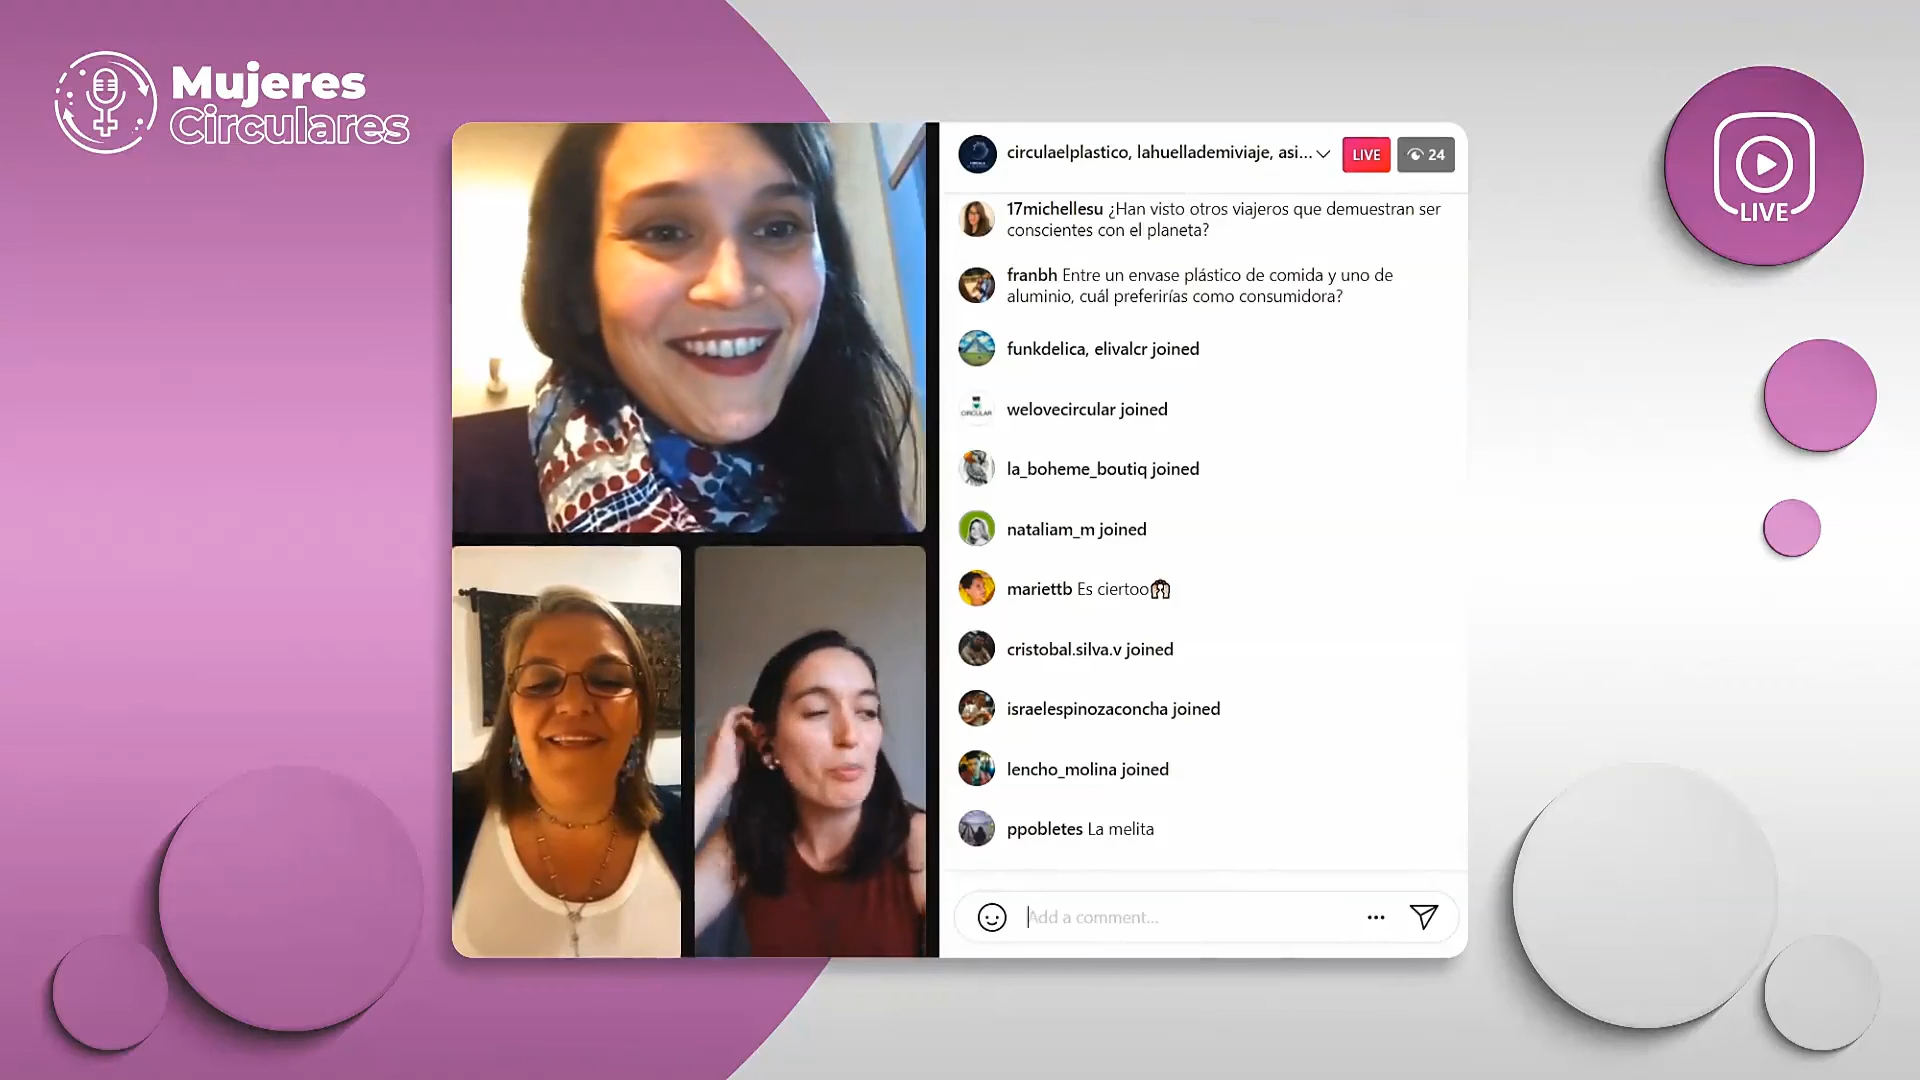 Mujeres
Circulares
circulaelplastico, lahuellademiviaje, asi...
LIVE
24
LIVE
17michellesu ¿Han visto otros viajeros que demuestran ser
conscientes con el planeta?
franbh Entre un envase plástico de comida y uno de
aluminio, cuál preferirías como consumidora?
funkdelica, elivalcr joined
welovecircular joined
la_boheme_boutiq joined
nataliam_m joined
mariettb Es ciertoo
cristobal.silva.v joined
israelespinozaconcha joined
lencho_molina joined
ppobletes La melita
Add a comment...